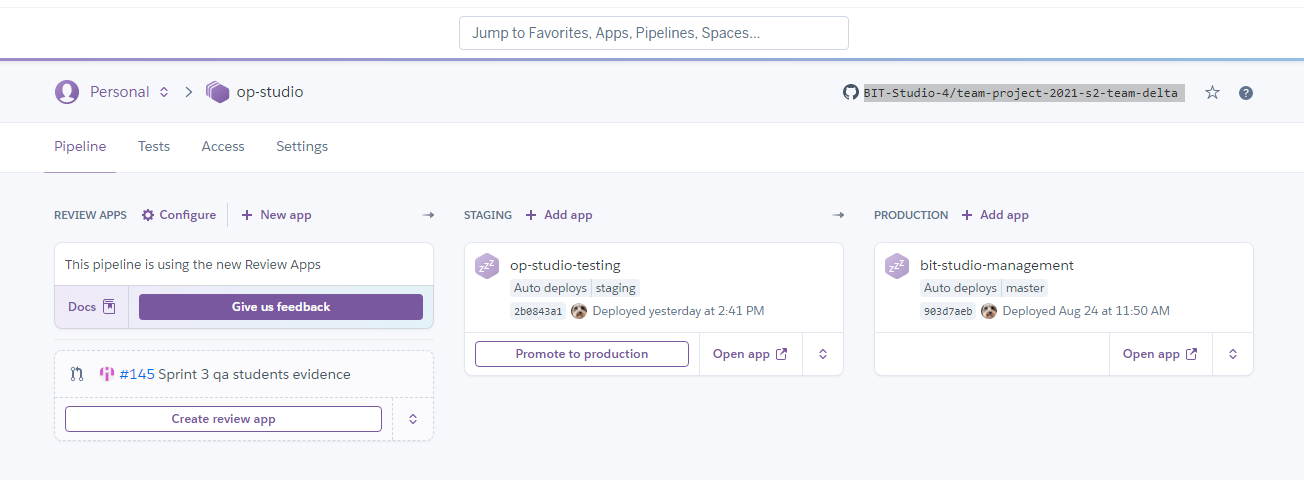 Jump to Favorites, Apps, Pipelines, Spaces...
Personal op-studio
BIT-Studio-4/team-project-2021-s2-team-delta
Pipeline Tests Access Settings
REVIEW APPS Configure + New app
This pipeline is using the new Review Apps
Docs Give us feedback
#145 Sprint 3 qa students evidence
Create review app
STAGING + Add app
zzz op-studio-testing
Auto deploys staging
2b0843a1 Deployed yesterday at 2:41 PM
Promote to production Open app
PRODUCTION + Add app
zzz bit-studio-management
Auto deploys master
903d7aeb Deployed Aug 24 at 11:50 AM
Open app